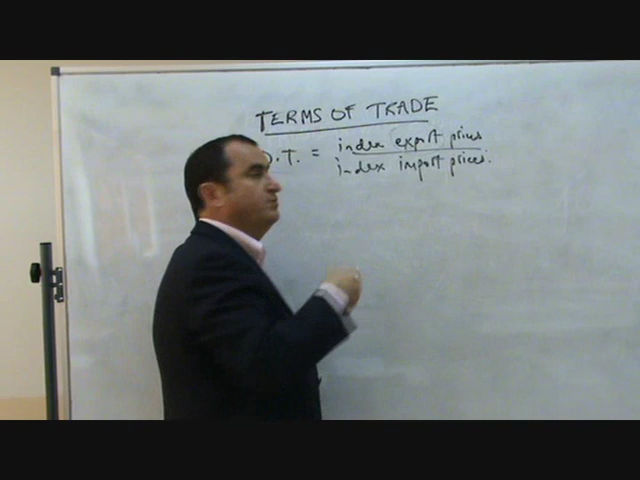 TERMS OF TRADE
O.T. = index export prices
index import prices.